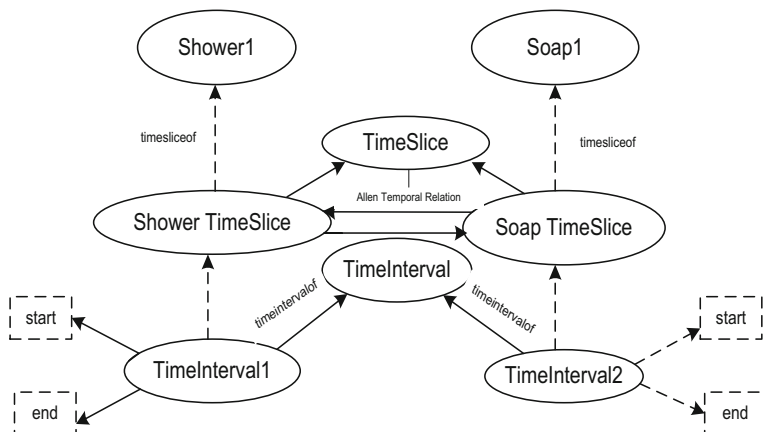 Shower1
Soap1
timesliceof
TimeSlice
timesliceof
Allen Temporal Relation
Shower TimeSlice
Soap TimeSlice
TimeInterval
timeintervalof
timeintervalof
start
start
TimeInterval1
TimeInterval2
end
end